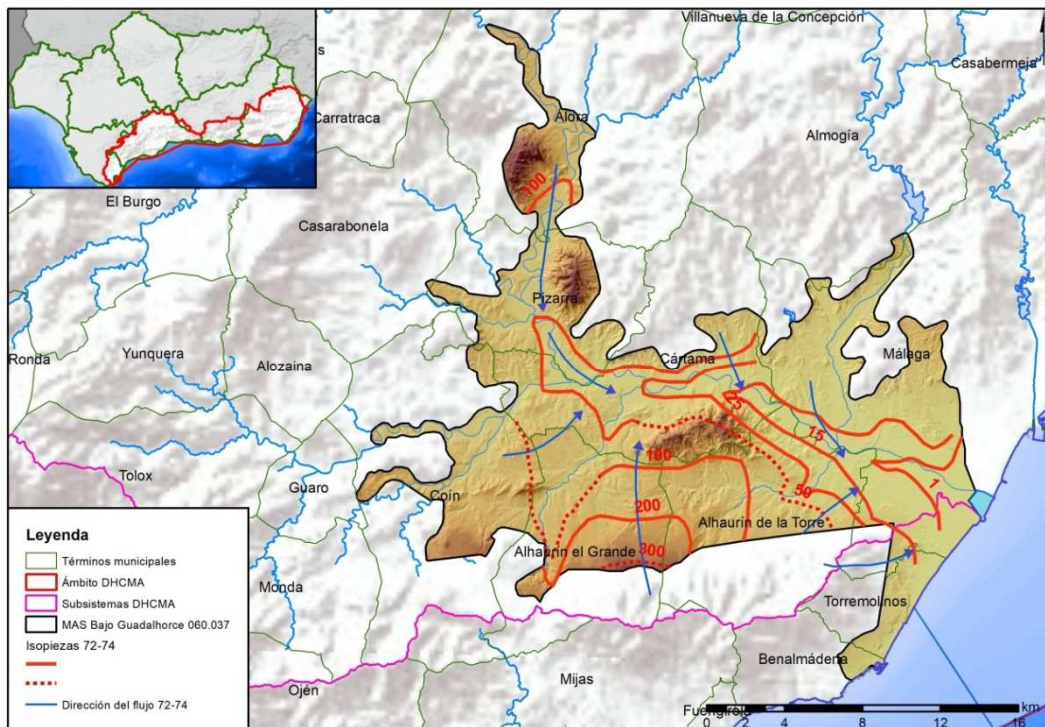 Villanueva de la Concepción
Casabermeja
Carratraca
Alora
Almogía
El Burgo
100
Casarabonela
Pizarra
Ronda
Yunquera
Alozaina
Cártama
Málaga
25
15
Tolox
Guaro
Coín
100
50
1
200
Alhaurín de la Torre
Alhaurín el Grande
300
Monda
Torremolinos
Benalmádena
Ojén
Mijas
Fuengirola
Leyenda
Términos municipales
Ámbito DHCMA
Subsistemas DHCMA
MAS Bajo Guadalhorce 060.037
Isopiezas 72-74
Dirección del flujo 72-74
km
0 2 4 8 12 16